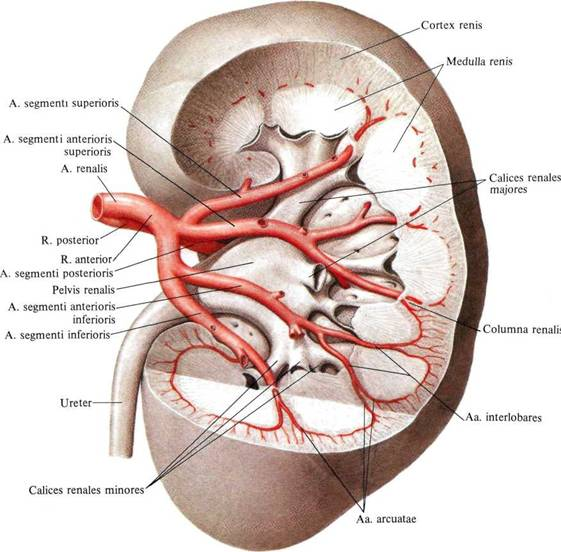 Cortex renis
Medulla renis
A. segmentı superioris
A. segmenti anterioris
superioris
A. renalis
Calices renales
majores
R. posterior
R. anterior
A. segmenti posterioris
Pelvis renalis
A. segmenti anterioris
inferioris
A. segmenti inferioris
Columna renalis
Ureter
Aa. interlobares
Calices renales minores
Aa. arcuatae